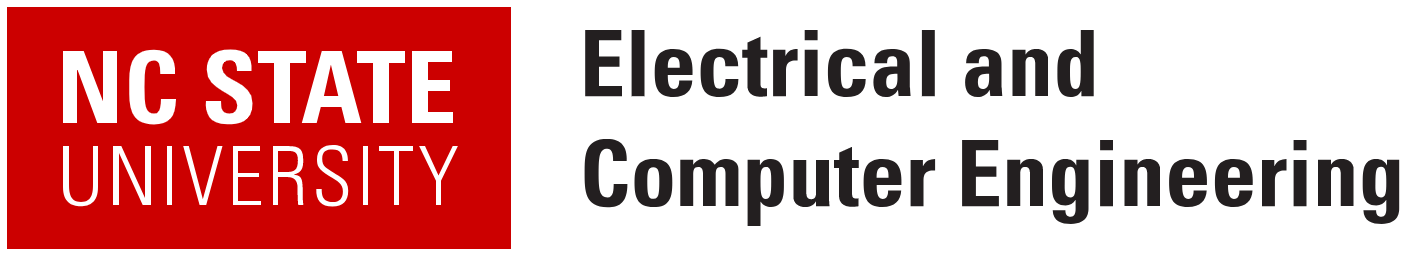 NC STATE
UNIVERSITY
Electrical and
Computer Engineering